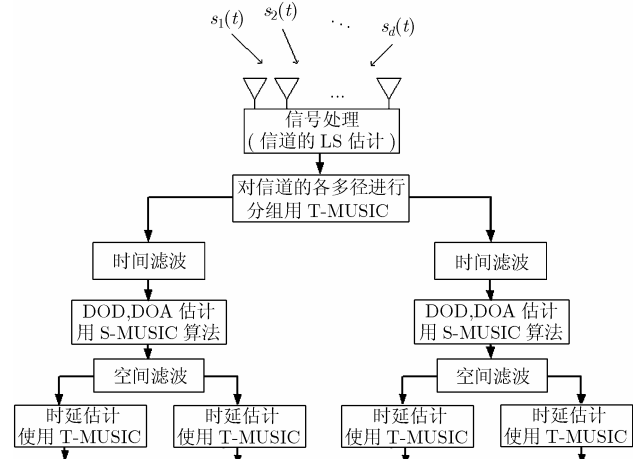 s₁(t)
s₂(t)
. . .
s_d(t)
...
信号处理
( 信道的 LS 估计 )
对信道的各多径进行
分组用 T-MUSIC
时间滤波
时间滤波
DOD,DOA 估计
用 S-MUSIC 算法
DOD,DOA 估计
用 S-MUSIC 算法
空间滤波
空间滤波
时延估计
使用 T-MUSIC
时延估计
使用 T-MUSIC
时延估计
使用 T-MUSIC
时延估计
使用 T-MUSIC